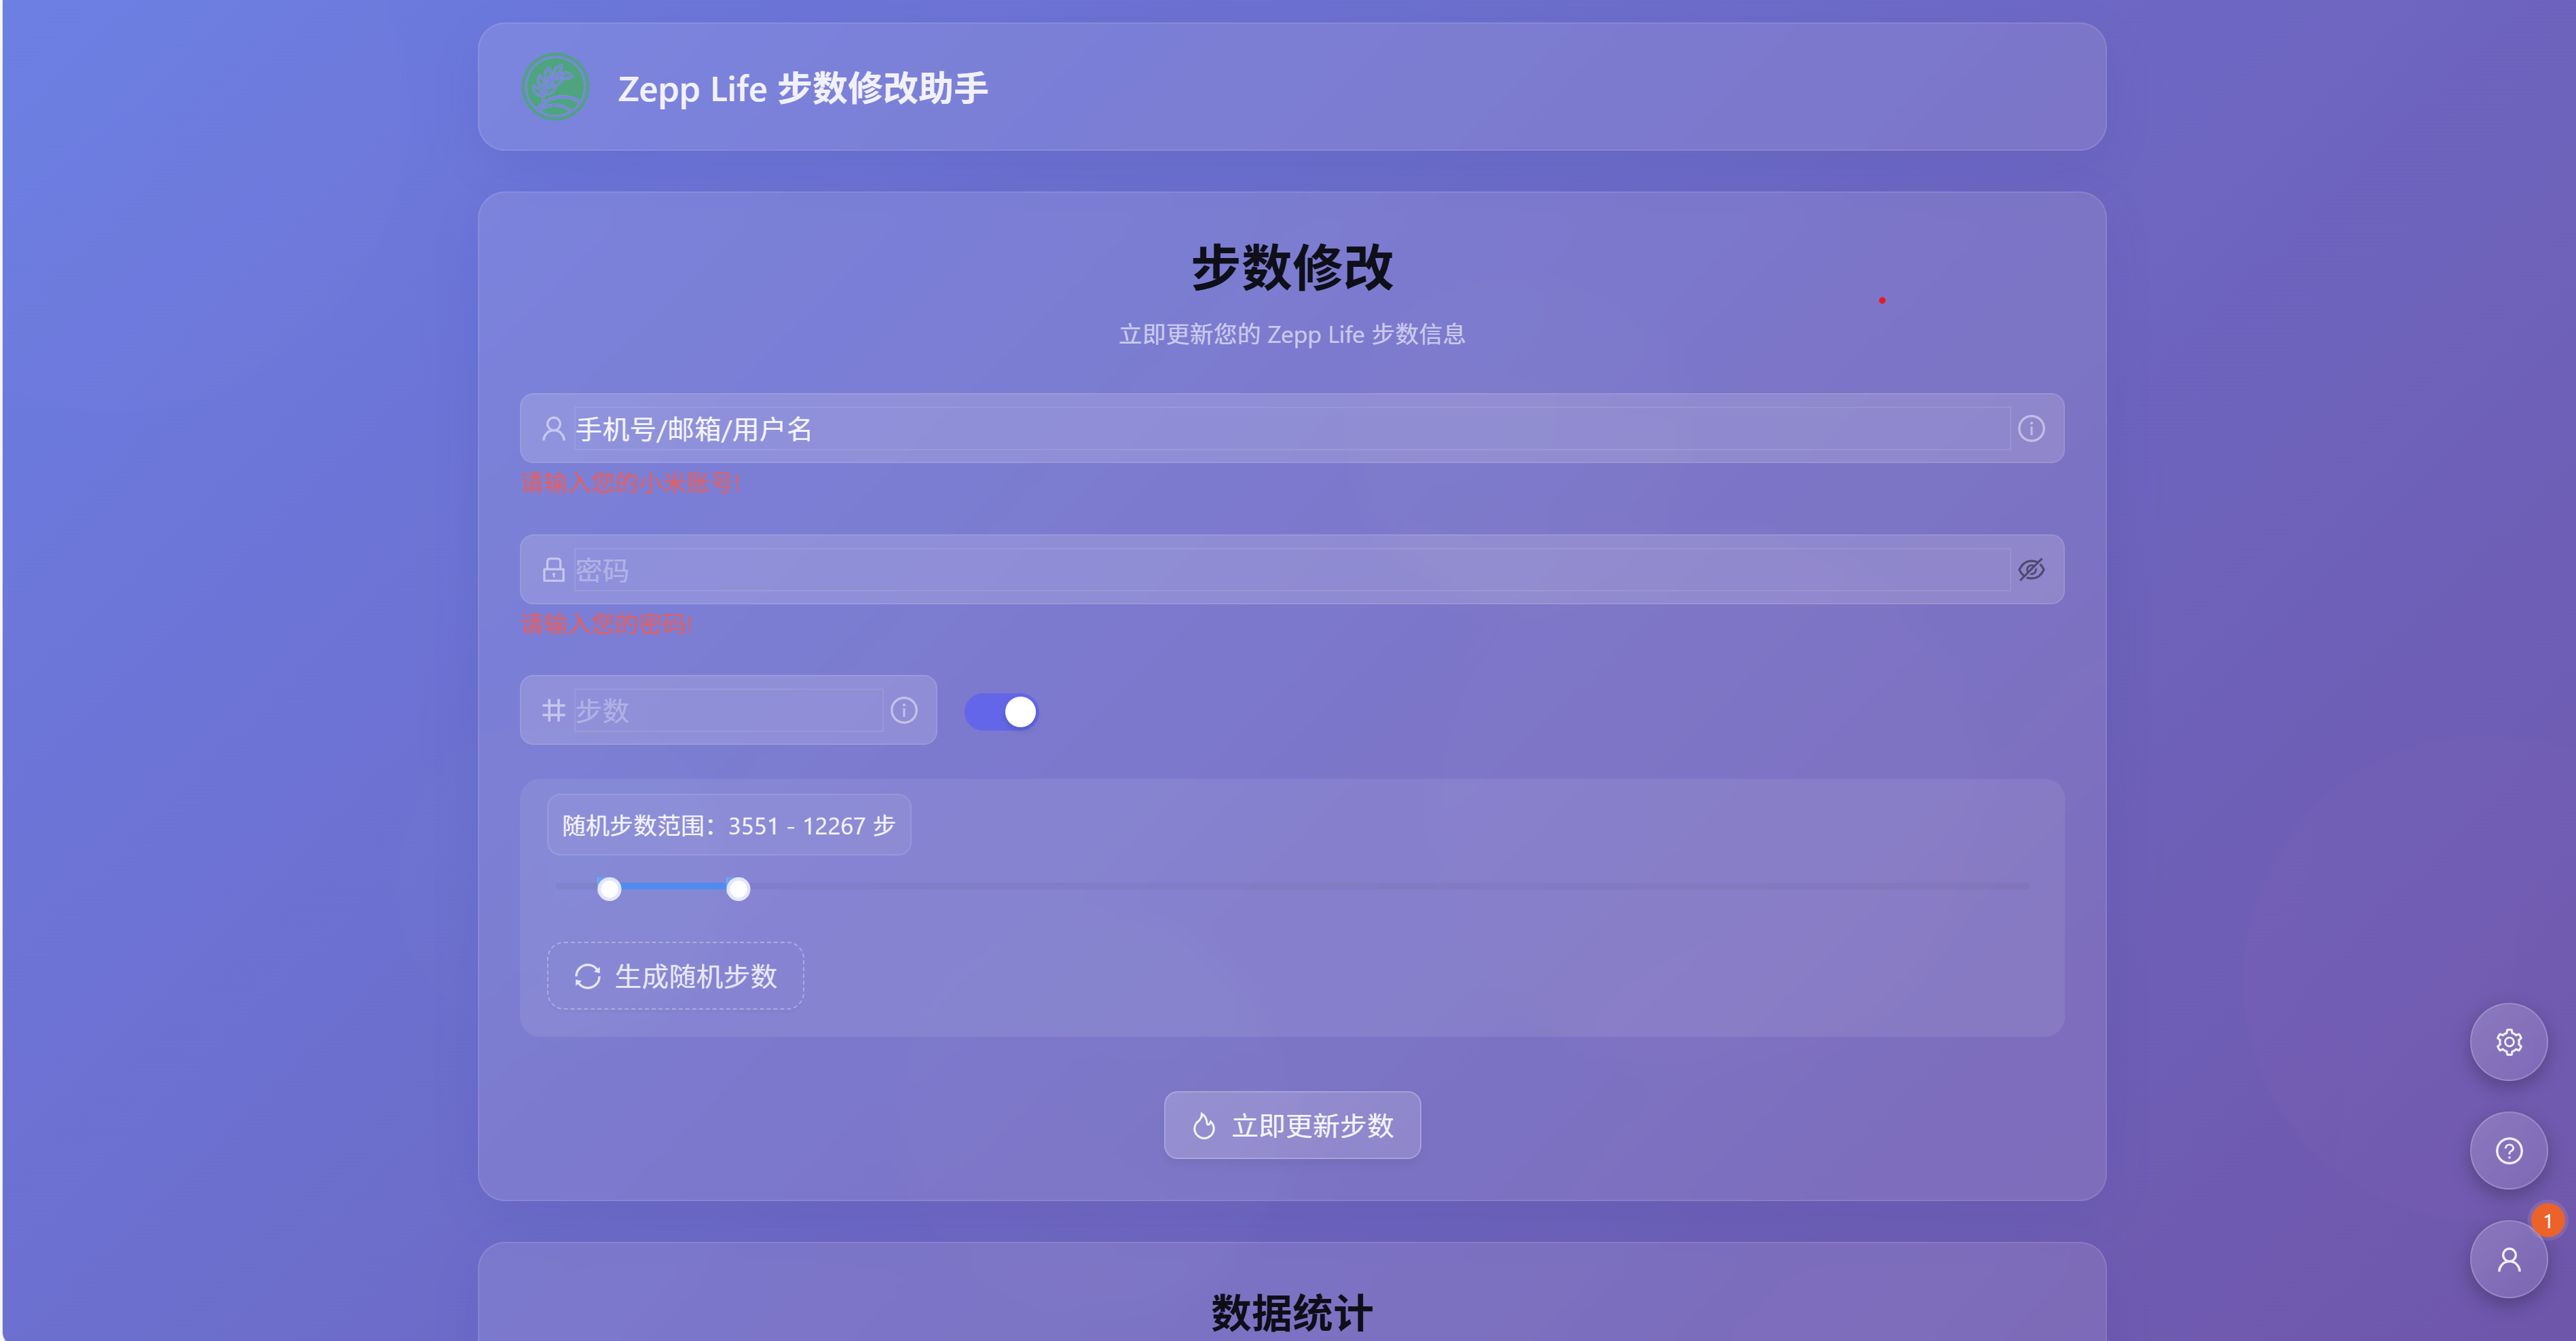 Zepp Life 步数修改助手
步数修改
立即更新您的 Zepp Life 步数信息
手机号/邮箱/用户名
请输入您的小米账号!
密码
请输入您的密码!
步数
随机步数范围：3551 - 12267 步
生成随机步数
立即更新步数
1
数据统计